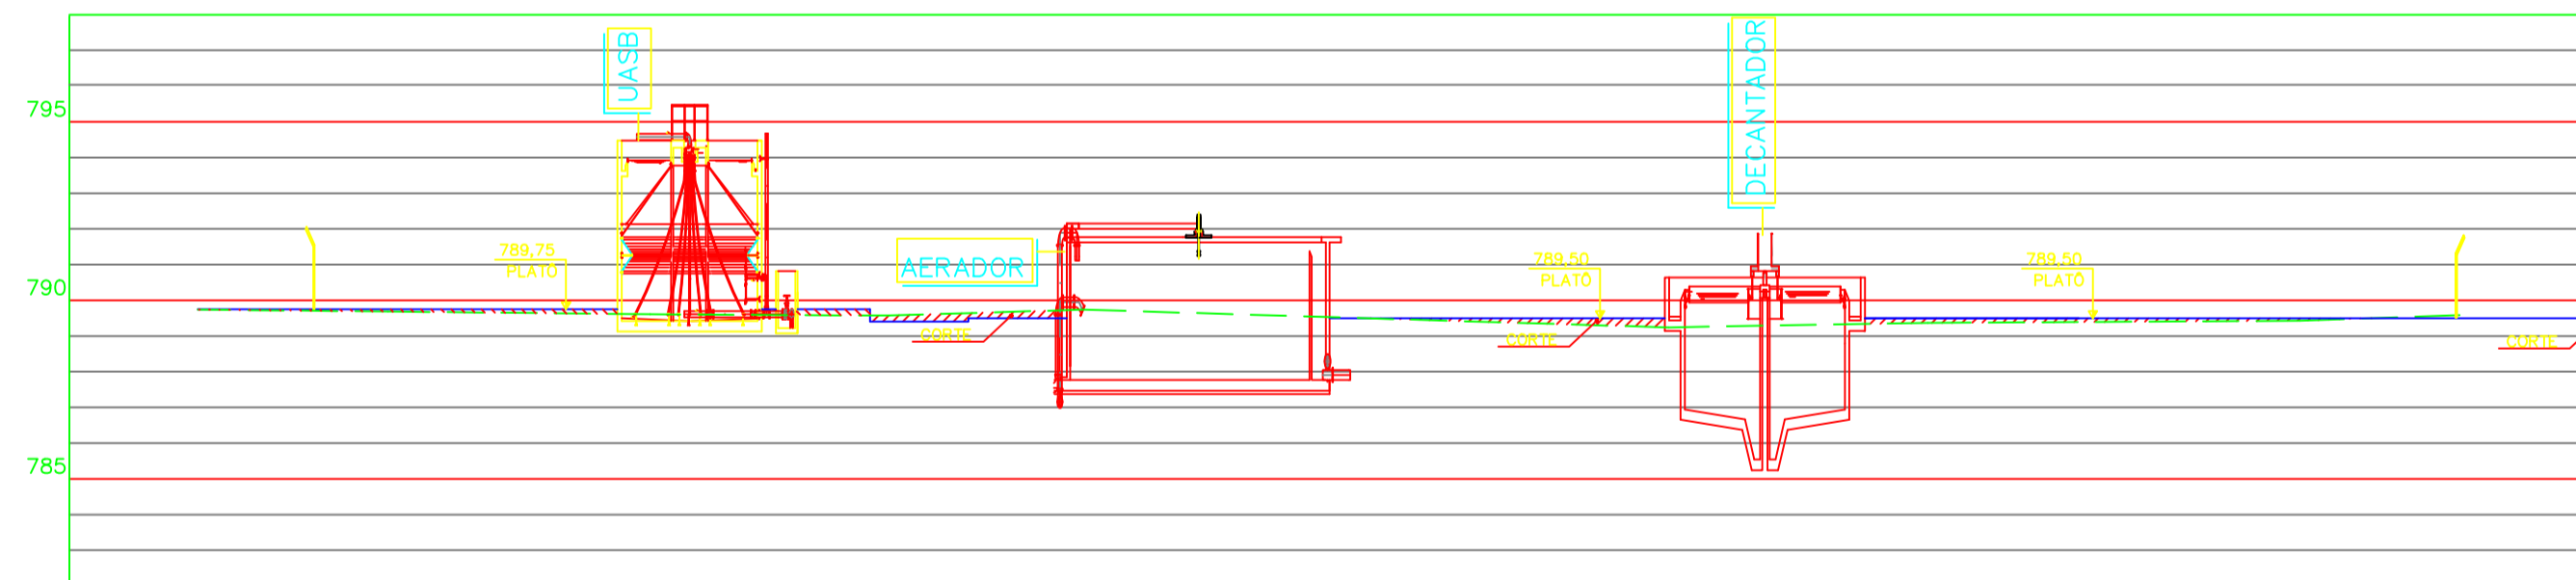 UASB
DECANTADOR
795
789,75
PLATÔ
AERADOR
789,50
PLATÔ
789,50
PLATÔ
790
CORTE
CORTE
CORTE
785